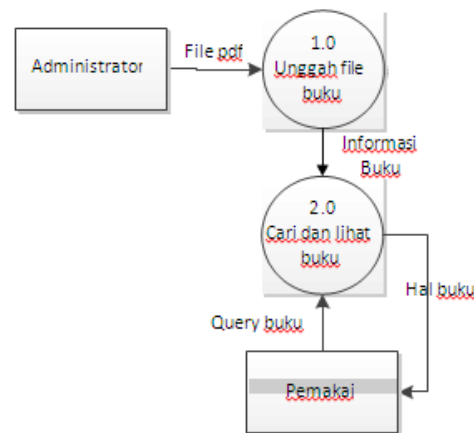 File pdf
Administrator
1.0
Unggah file
buku
Informasi
Buku
2.0
Cari dan lihat
buku
Hal buku
Query buku
Pemakai